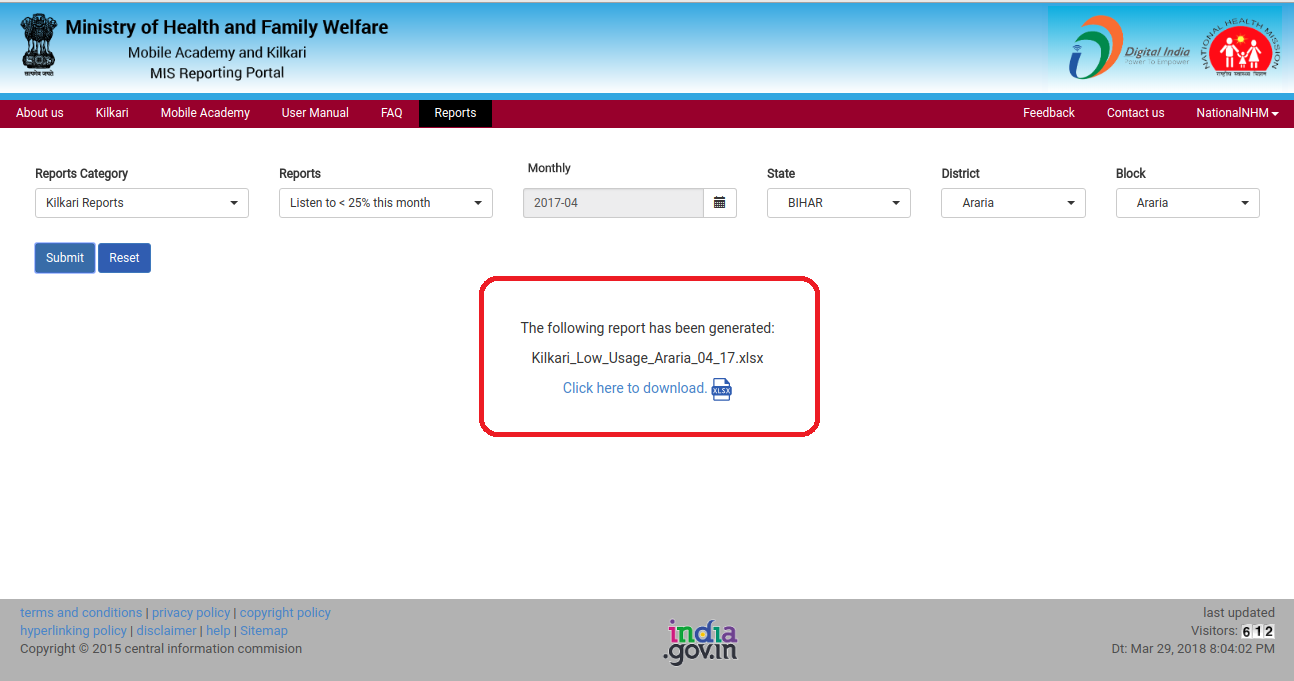 Ministry of Health and Family Welfare
Mobile Academy and Kilkari
MIS Reporting Portal
सत्यमेव जयते
Digital India
Power To Empower
NATIONAL HEALTH MISSION
राष्ट्रीय स्वास्थ्य मिशन
About us Kilkari Mobile Academy User Manual FAQ Reports Feedback Contact us NationalNHM
Reports Category Reports Monthly State District Block
Kilkari Reports Listen to < 25% this month 2017-04 BIHAR Araria Araria
Submit Reset
The following report has been generated:
Kilkari_Low_Usage_Araria_04_17.xlsx
Click here to download. XLSX
terms and conditions | privacy policy | copyright policy
hyperlinking policy | disclaimer | help | Sitemap
Copyright © 2015 central information commision
india
.gov.in
last updated
Visitors: 612
Dt: Mar 29, 2018 8:04:02 PM